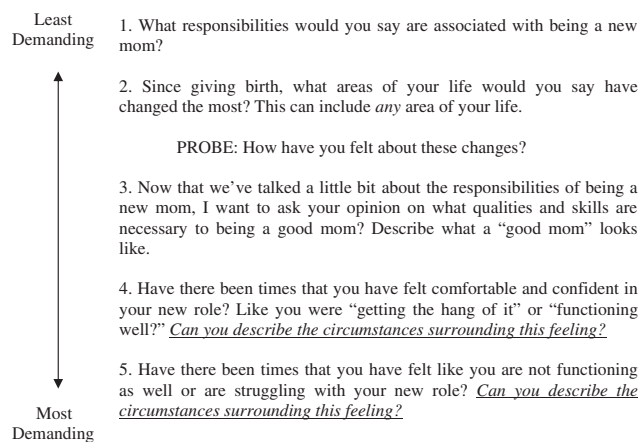 Least
Demanding
1. What responsibilities would you say are associated with being a new
mom?
2. Since giving birth, what areas of your life would you say have
changed the most? This can include any area of your life.
PROBE: How have you felt about these changes?
3. Now that we’ve talked a little bit about the responsibilities of being a
new mom, I want to ask your opinion on what qualities and skills are
necessary to being a good mom? Describe what a “good mom” looks
like.
4. Have there been times that you have felt comfortable and confident in
your new role? Like you were “getting the hang of it” or “functioning
well?” Can you describe the circumstances surrounding this feeling?
5. Have there been times that you have felt like you are not functioning
as well or are struggling with your new role? Can you describe the
circumstances surrounding this feeling?
Most
Demanding